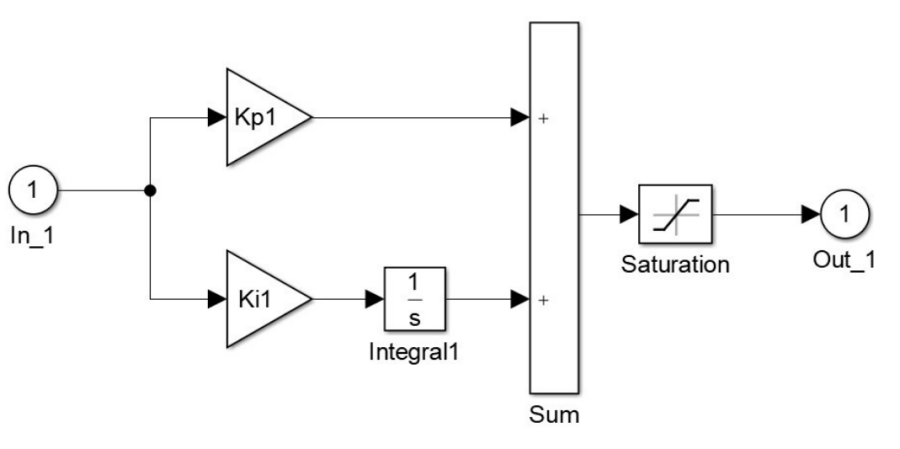 Kp1
+
1
In_1
Ki1
1
s
Integral1
+
Sum
Saturation
1
Out_1